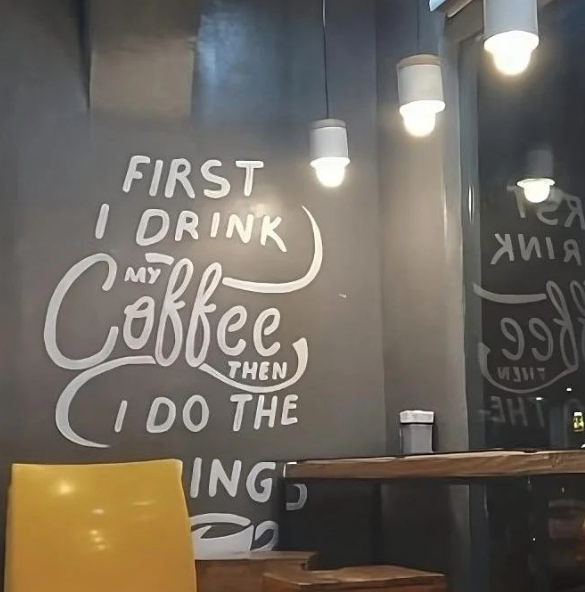 FIRST
I DRINK
MY
Coffee
THEN
I DO THE